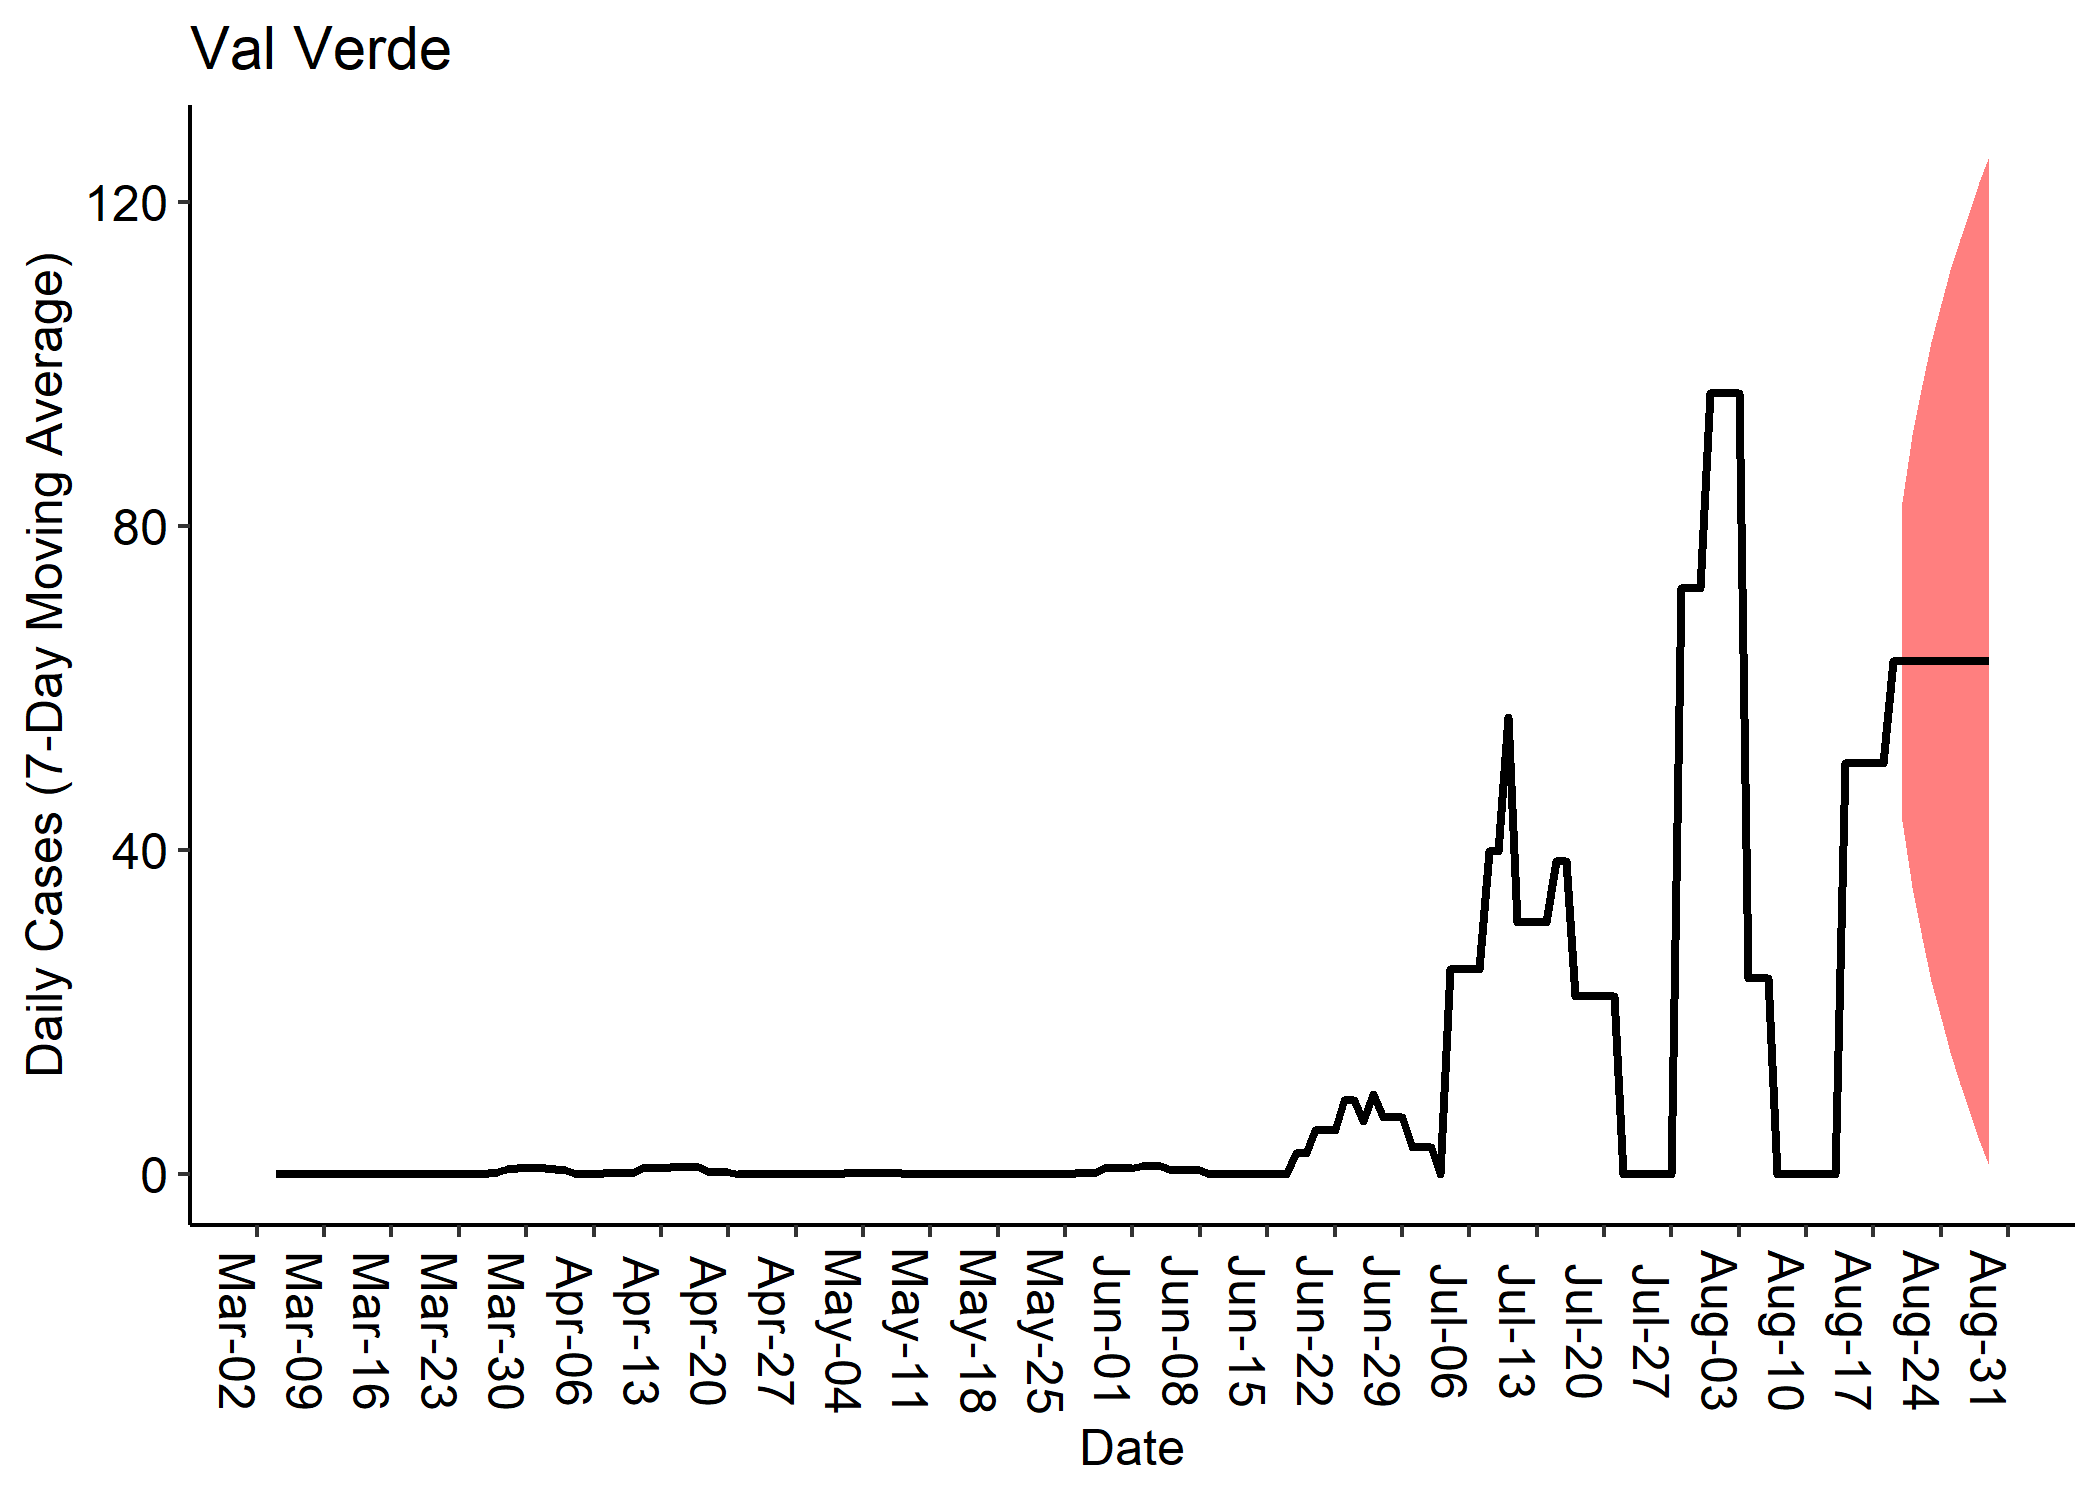 Val Verde
Daily Cases (7-Day Moving Average)
120
80
40
0
Mar-02
Mar-09
Mar-16
Mar-23
Mar-30
Apr-06
Apr-13
Apr-20
Apr-27
May-04
May-11
May-18
May-25
Jun-01
Jun-08
Jun-15
Jun-22
Jun-29
Jul-06
Jul-13
Jul-20
Jul-27
Aug-03
Aug-10
Aug-17
Aug-24
Aug-31
Date